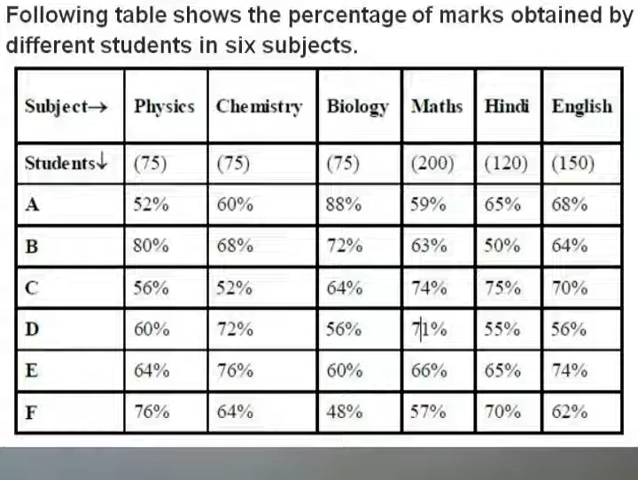 Following table shows the percentage of marks obtained by
different students in six subjects.
Subject→ Physics Chemistry Biology Maths Hindi English
Students↓ (75) (75) (75) (200) (120) (150)
A 52% 60% 88% 59% 65% 68%
B 80% 68% 72% 63% 50% 64%
C 56% 52% 64% 74% 75% 70%
D 60% 72% 56% 71% 55% 56%
E 64% 76% 60% 66% 65% 74%
F 76% 64% 48% 57% 70% 62%